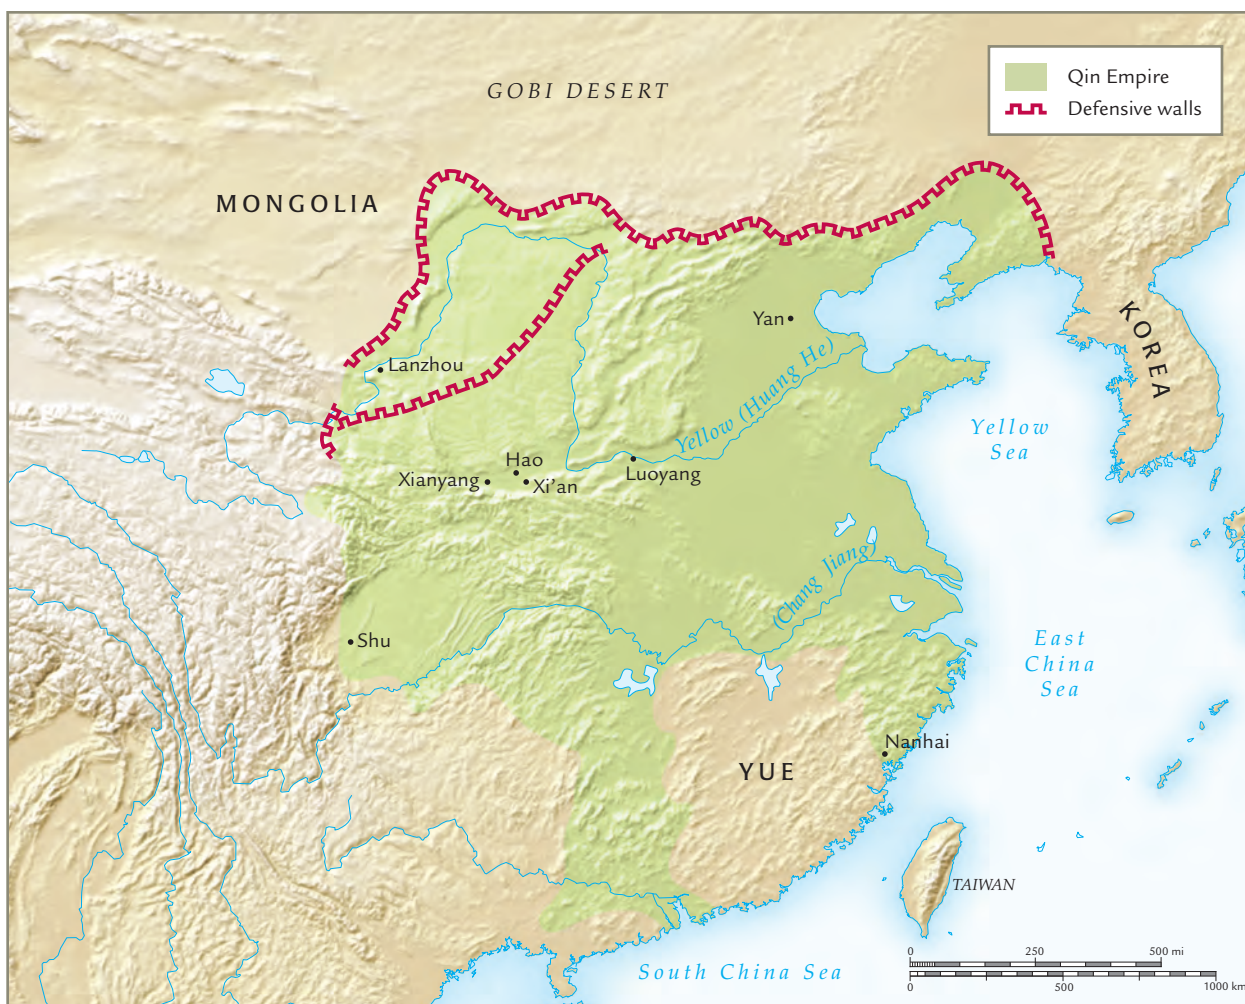 Qin Empire
Defensive walls
GOBI DESERT
MONGOLIA
KOREA
Yan
Lanzhou
Yellow (Huang He)
Yellow
Sea
Hao
Xianyang
Xi'an
Luoyang
(Chang Jiang)
Shu
East
China
Sea
Nanhai
YUE
TAIWAN
South China Sea
0 250 500 mi
0 500 1000 km